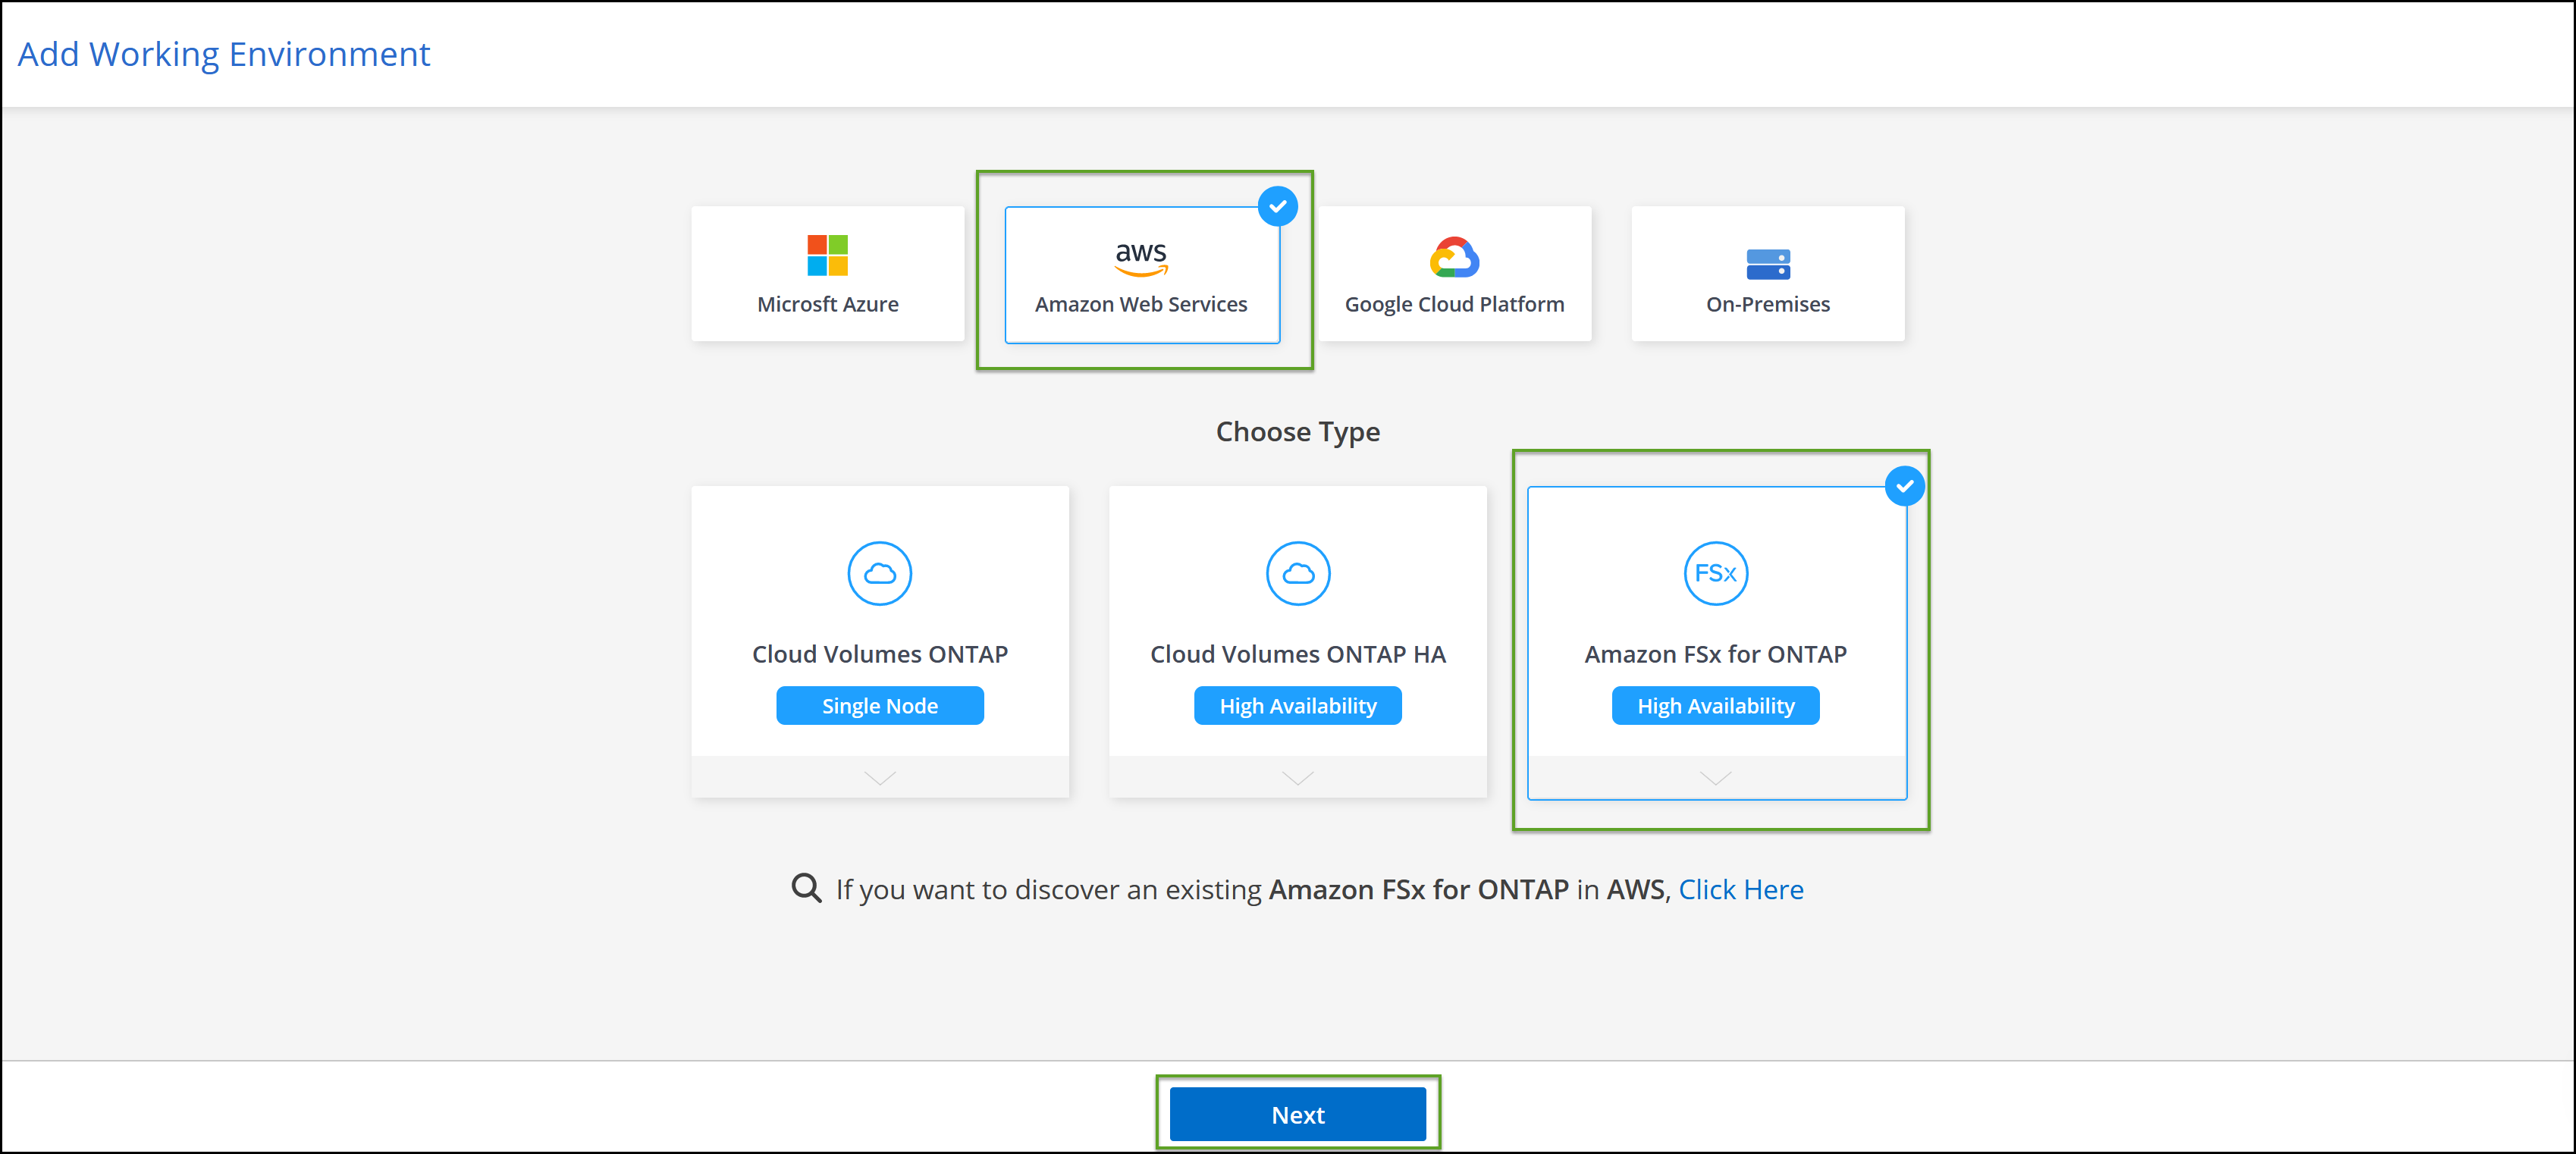 Add Working Environment
aws
Microsft Azure
Amazon Web Services
Google Cloud Platform
On-Premises
Choose Type
FSx
Cloud Volumes ONTAP
Cloud Volumes ONTAP HA
Amazon FSx for ONTAP
Single Node
High Availability
High Availability
If you want to discover an existing Amazon FSx for ONTAP in AWS, Click Here
Next